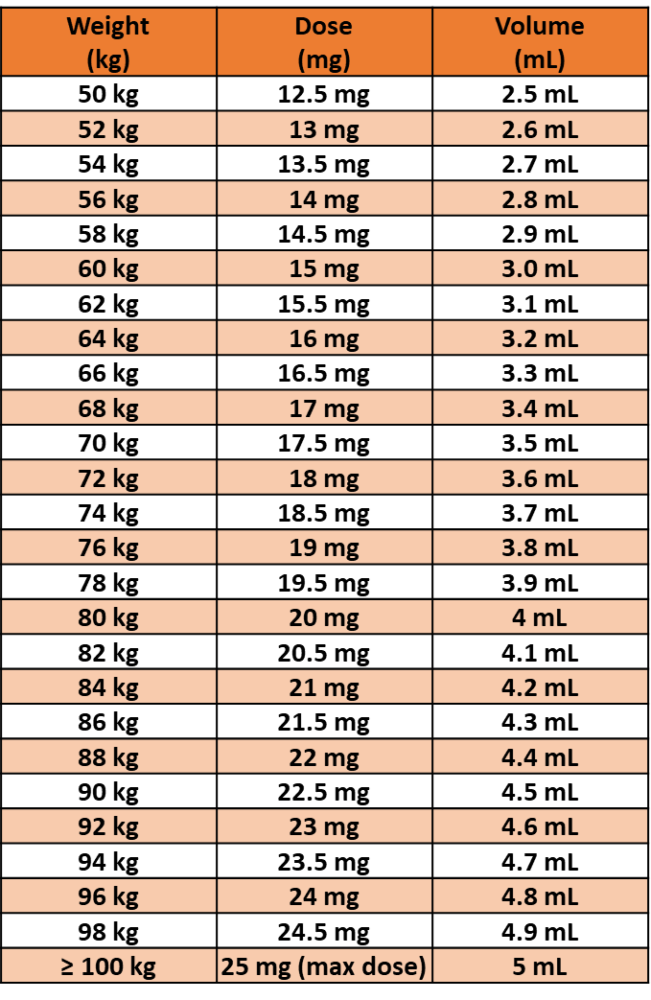 Weight Dose Volume
(kg) (mg) (mL)
50 kg 12.5 mg 2.5 mL
52 kg 13 mg 2.6 mL
54 kg 13.5 mg 2.7 mL
56 kg 14 mg 2.8 mL
58 kg 14.5 mg 2.9 mL
60 kg 15 mg 3.0 mL
62 kg 15.5 mg 3.1 mL
64 kg 16 mg 3.2 mL
66 kg 16.5 mg 3.3 mL
68 kg 17 mg 3.4 mL
70 kg 17.5 mg 3.5 mL
72 kg 18 mg 3.6 mL
74 kg 18.5 mg 3.7 mL
76 kg 19 mg 3.8 mL
78 kg 19.5 mg 3.9 mL
80 kg 20 mg 4 mL
82 kg 20.5 mg 4.1 mL
84 kg 21 mg 4.2 mL
86 kg 21.5 mg 4.3 mL
88 kg 22 mg 4.4 mL
90 kg 22.5 mg 4.5 mL
92 kg 23 mg 4.6 mL
94 kg 23.5 mg 4.7 mL
96 kg 24 mg 4.8 mL
98 kg 24.5 mg 4.9 mL
≥ 100 kg 25 mg (max dose) 5 mL